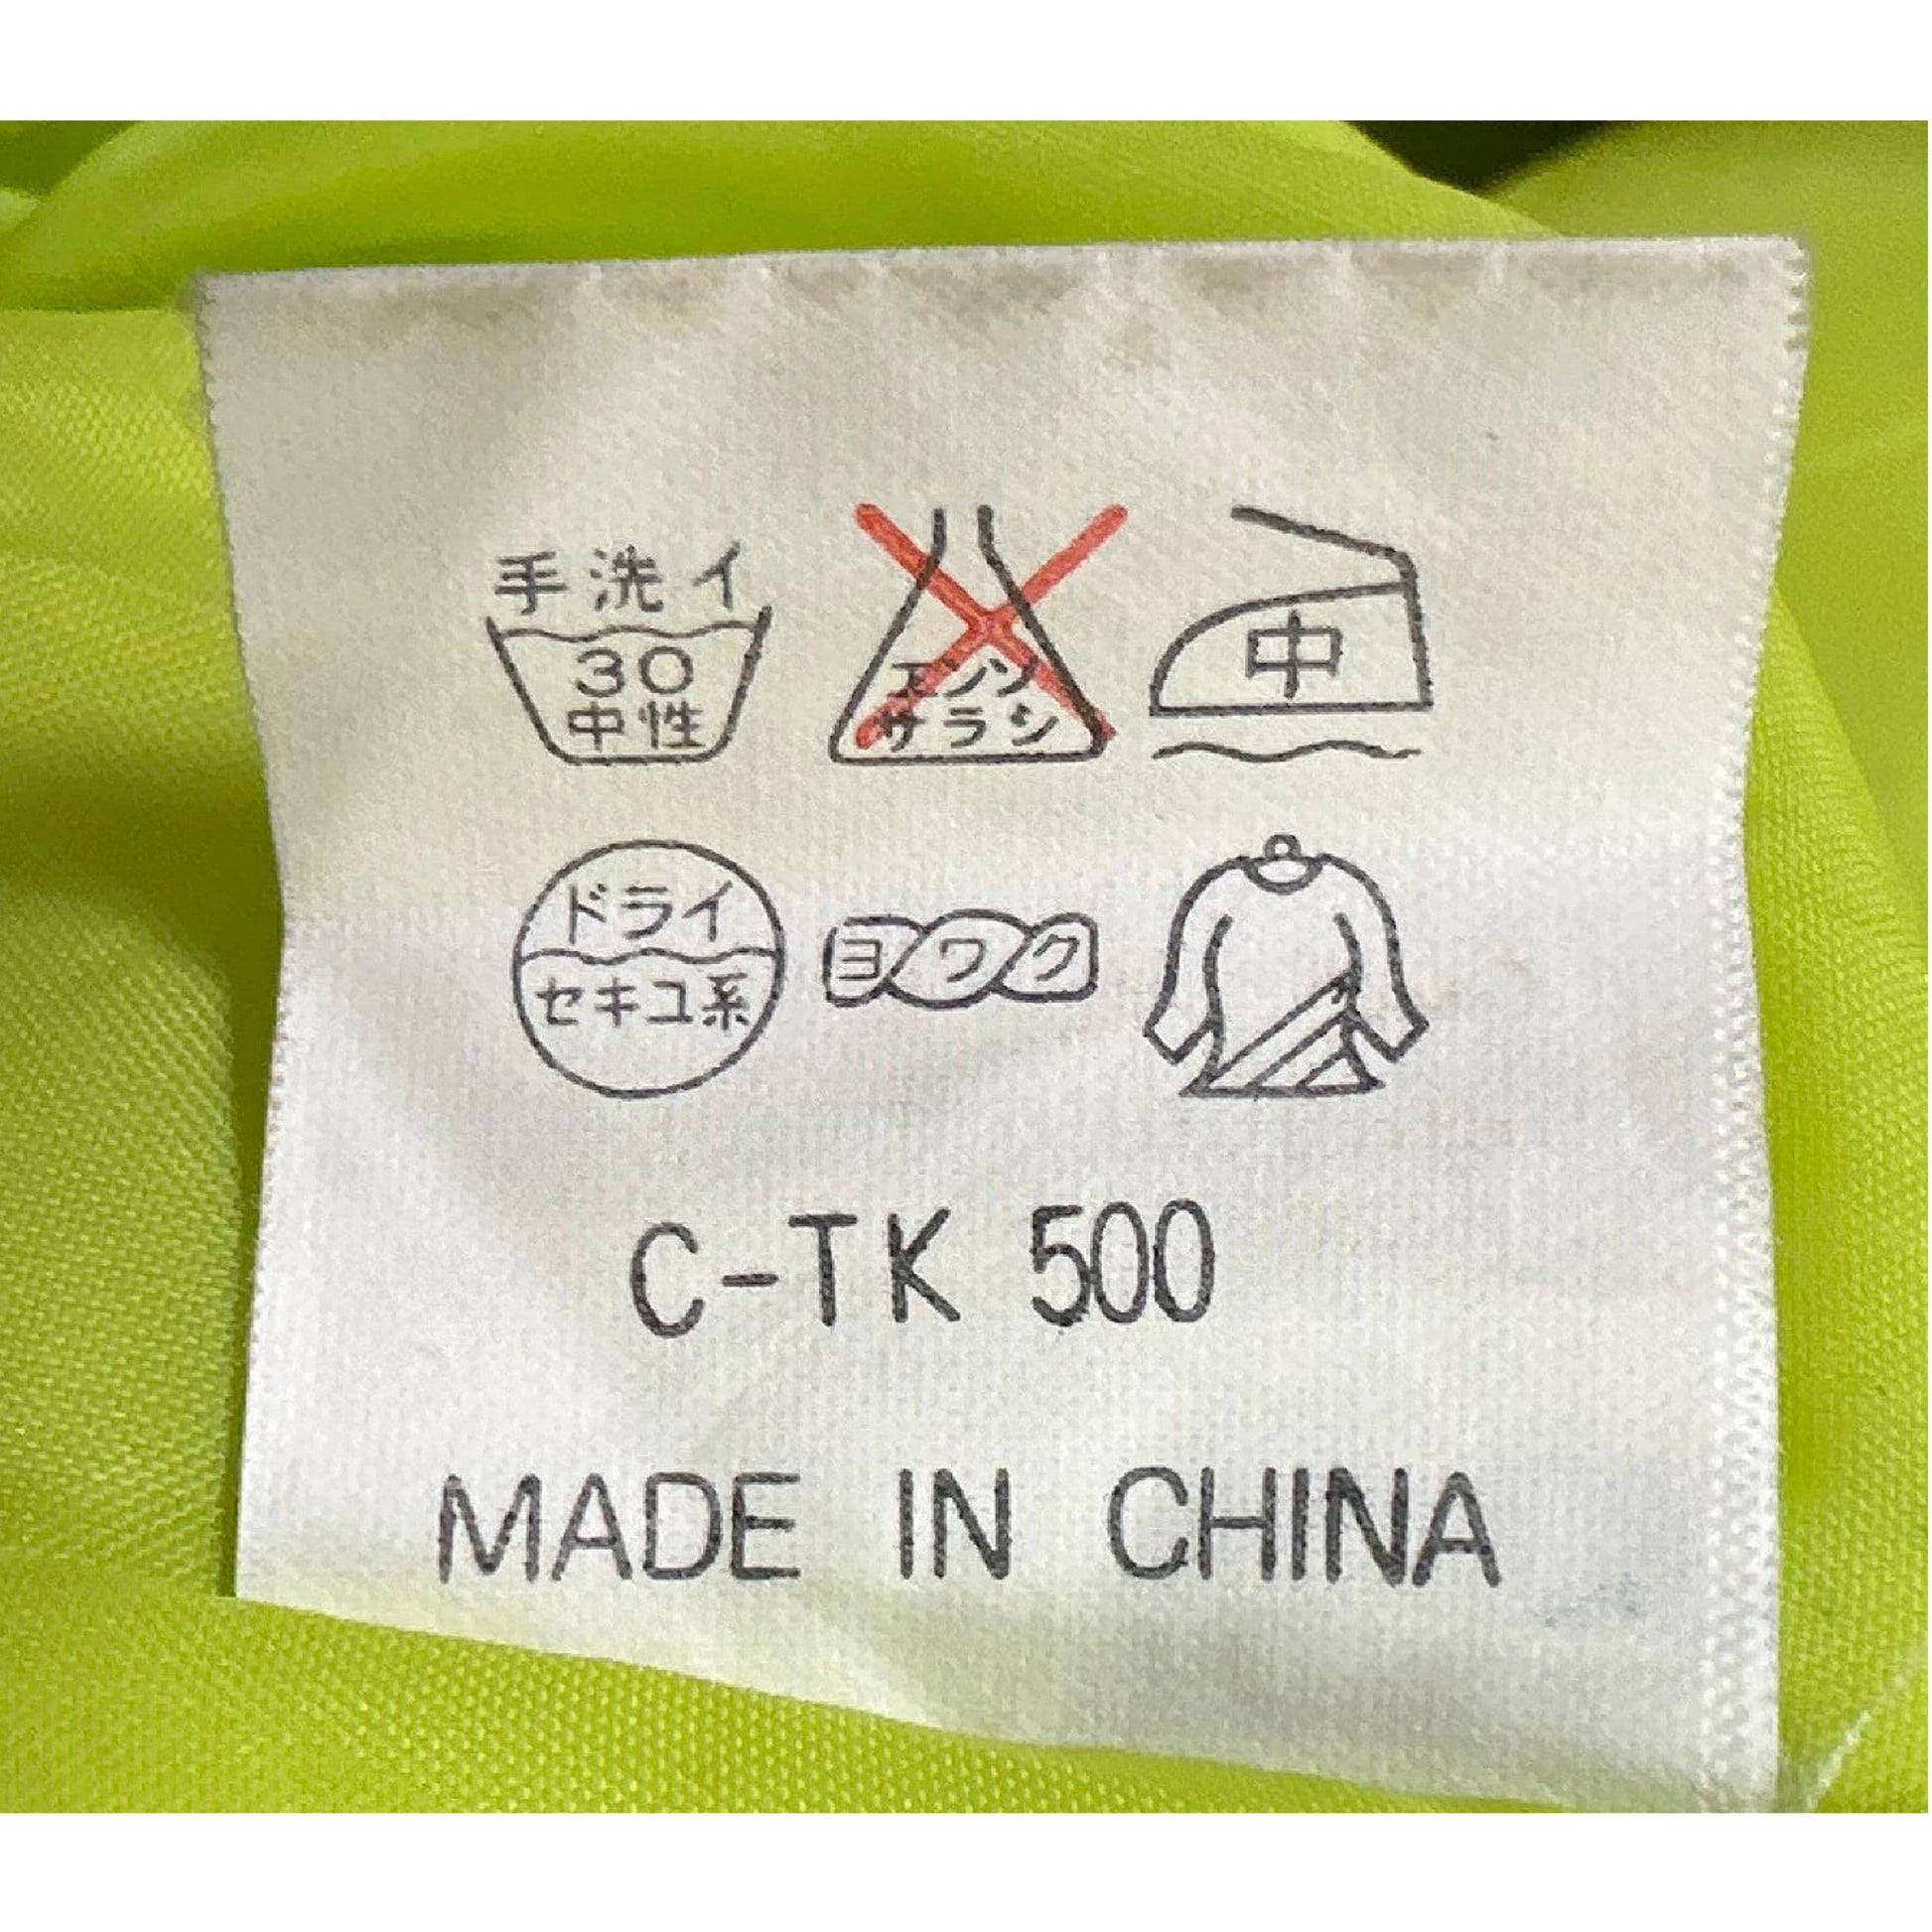 手洗イ
30
中性
エンソ
サラシ
中
ドライ
セキユ系
ヨワク
C-TK 500
MADE IN CHINA